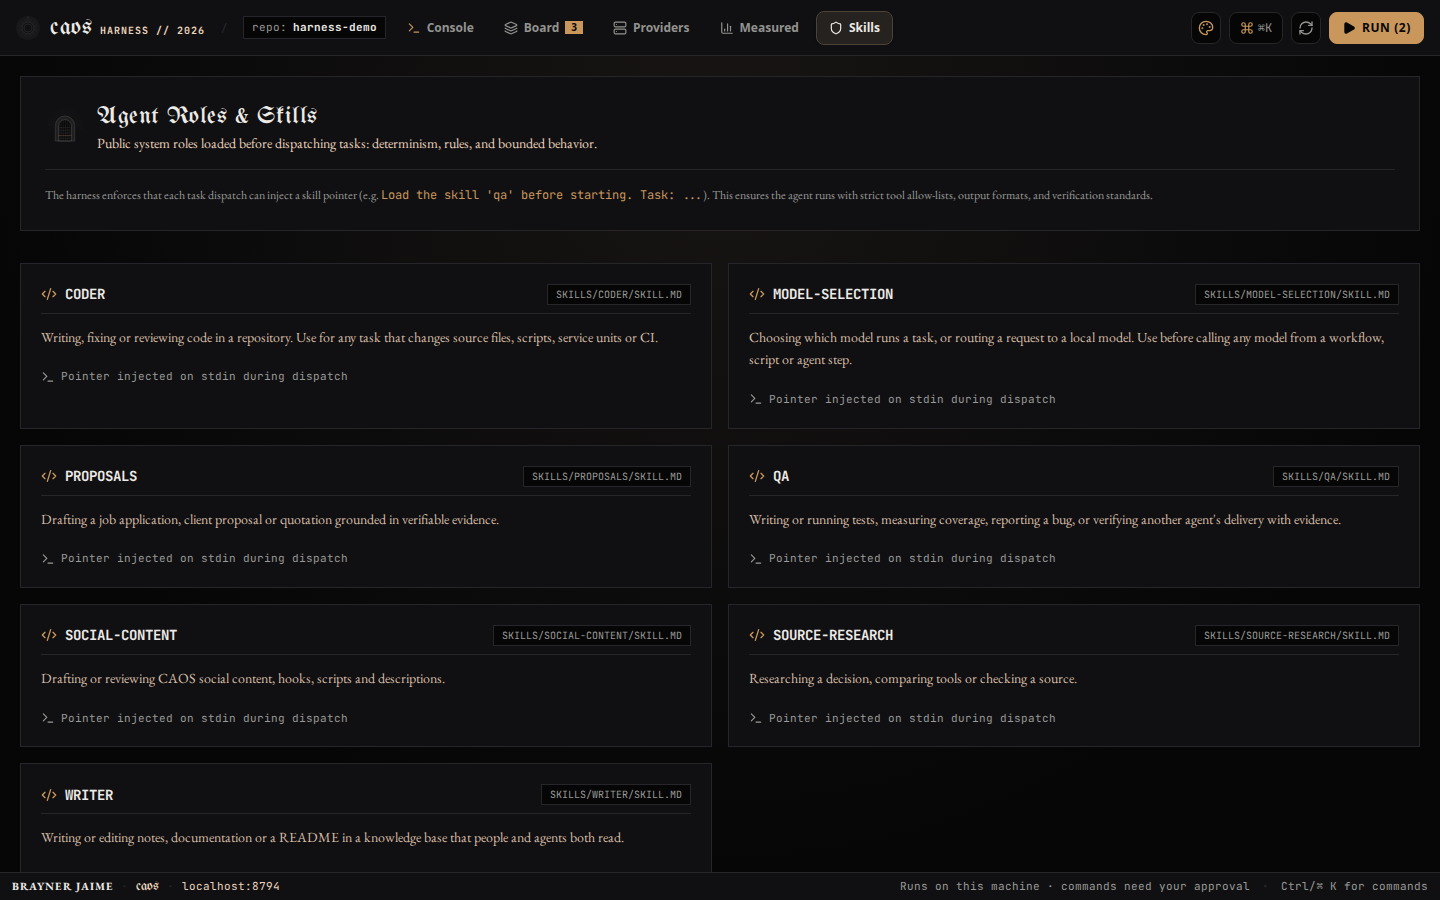 caos HARNESS // 2026 / repo: harness-demo Console Board 3 Providers Measured Skills ⌘K RUN (2)
Agent Roles & Skills
Public system roles loaded before dispatching tasks: determinism, rules, and bounded behavior.
The harness enforces that each task dispatch can inject a skill pointer (e.g. Load the skill 'qa' before starting. Task: ...). This ensures the agent runs with strict tool allow-lists, output formats, and verification standards.
CODER SKILLS/CODER/SKILL.MD
Writing, fixing or reviewing code in a repository. Use for any task that changes source files, scripts, service units or CI.
Pointer injected on stdin during dispatch
MODEL-SELECTION SKILLS/MODEL-SELECTION/SKILL.MD
Choosing which model runs a task, or routing a request to a local model. Use before calling any model from a workflow,
script or agent step.
Pointer injected on stdin during dispatch
PROPOSALS SKILLS/PROPOSALS/SKILL.MD
Drafting a job application, client proposal or quotation grounded in verifiable evidence.
Pointer injected on stdin during dispatch
QA SKILLS/QA/SKILL.MD
Writing or running tests, measuring coverage, reporting a bug, or verifying another agent's delivery with evidence.
Pointer injected on stdin during dispatch
SOCIAL-CONTENT SKILLS/SOCIAL-CONTENT/SKILL.MD
Drafting or reviewing CAOS social content, hooks, scripts and descriptions.
Pointer injected on stdin during dispatch
SOURCE-RESEARCH SKILLS/SOURCE-RESEARCH/SKILL.MD
Researching a decision, comparing tools or checking a source.
Pointer injected on stdin during dispatch
WRITER SKILLS/WRITER/SKILL.MD
Writing or editing notes, documentation or a README in a knowledge base that people and agents both read.
BRAYNER JAIME · caos · localhost:8794 Runs on this machine · commands need your approval · Ctrl/⌘ K for commands